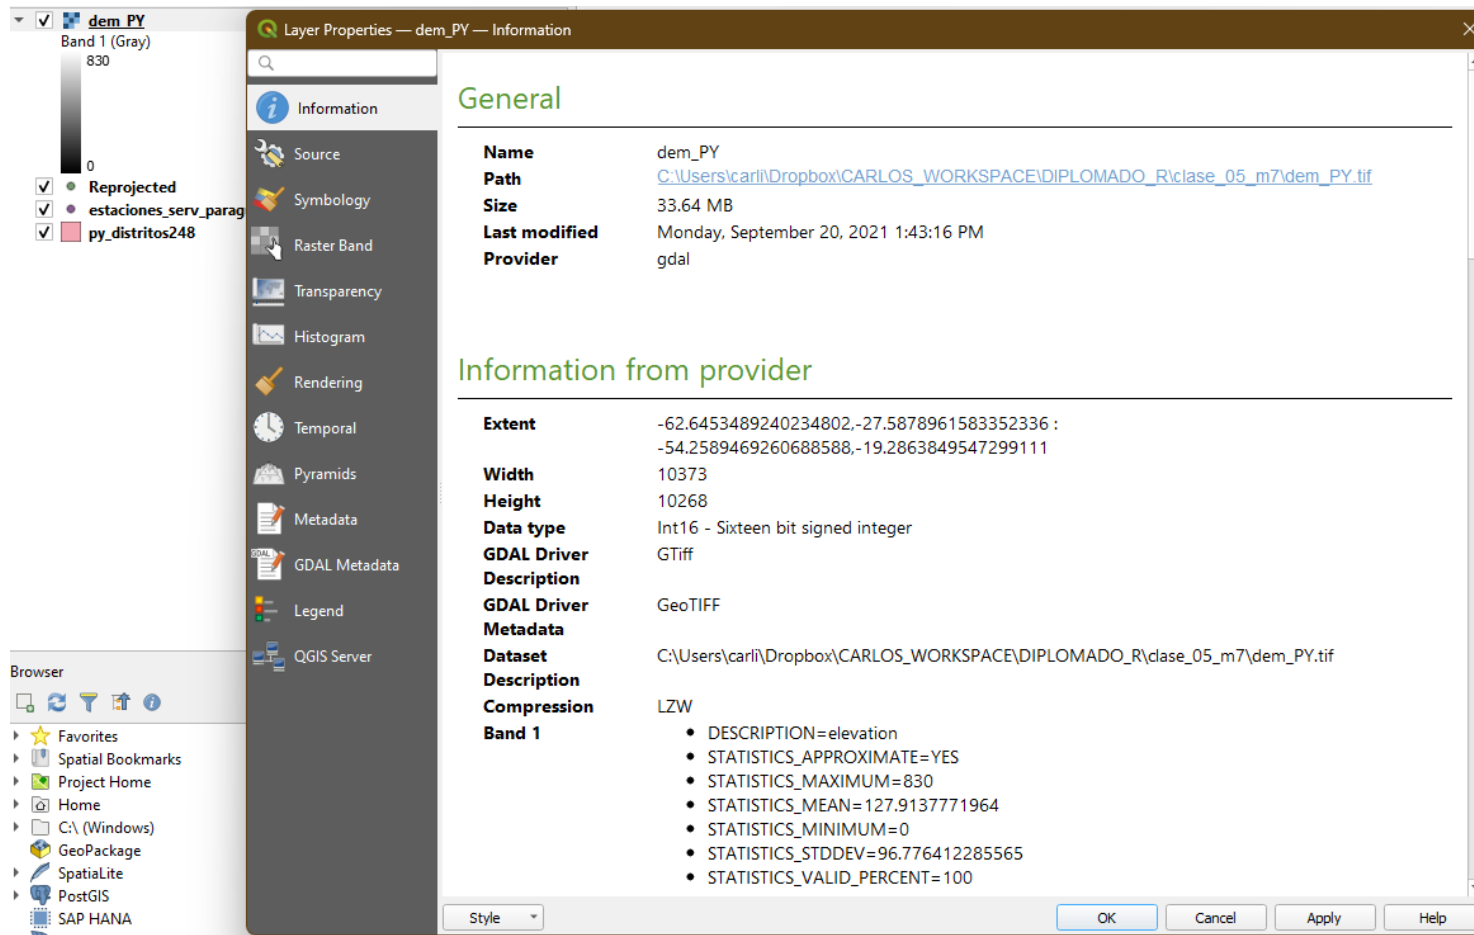 dem_PY
Band 1 (Gray)
830
0
Reprojected
estaciones_serv_parag
py_distritos248
Browser
Favorites
Spatial Bookmarks
Project Home
Home
C:\ (Windows)
GeoPackage
SpatiaLite
PostGIS
SAP HANA
Layer Properties — dem_PY — Information
Information
Source
Symbology
Raster Band
Transparency
Histogram
Rendering
Temporal
Pyramids
Metadata
GDAL Metadata
Legend
QGIS Server
General
Name dem_PY
Path C:\Users\carli\Dropbox\CARLOS_WORKSPACE\DIPLOMADO_R\clase_05_m7\dem_PY.tif
Size 33.64 MB
Last modified Monday, September 20, 2021 1:43:16 PM
Provider gdal
Information from provider
Extent -62.6453489240234802,-27.5878961583352336 :
-54.2589469260688588,-19.2863849547299111
Width 10373
Height 10268
Data type Int16 - Sixteen bit signed integer
GDAL Driver GTiff
Description
GDAL Driver GeoTIFF
Metadata
Dataset C:\Users\carli\Dropbox\CARLOS_WORKSPACE\DIPLOMADO_R\clase_05_m7\dem_PY.tif
Description
Compression LZW
Band 1 • DESCRIPTION=elevation
• STATISTICS_APPROXIMATE=YES
• STATISTICS_MAXIMUM=830
• STATISTICS_MEAN=127.9137771964
• STATISTICS_MINIMUM=0
• STATISTICS_STDDEV=96.776412285565
• STATISTICS_VALID_PERCENT=100
Style OK Cancel Apply Help